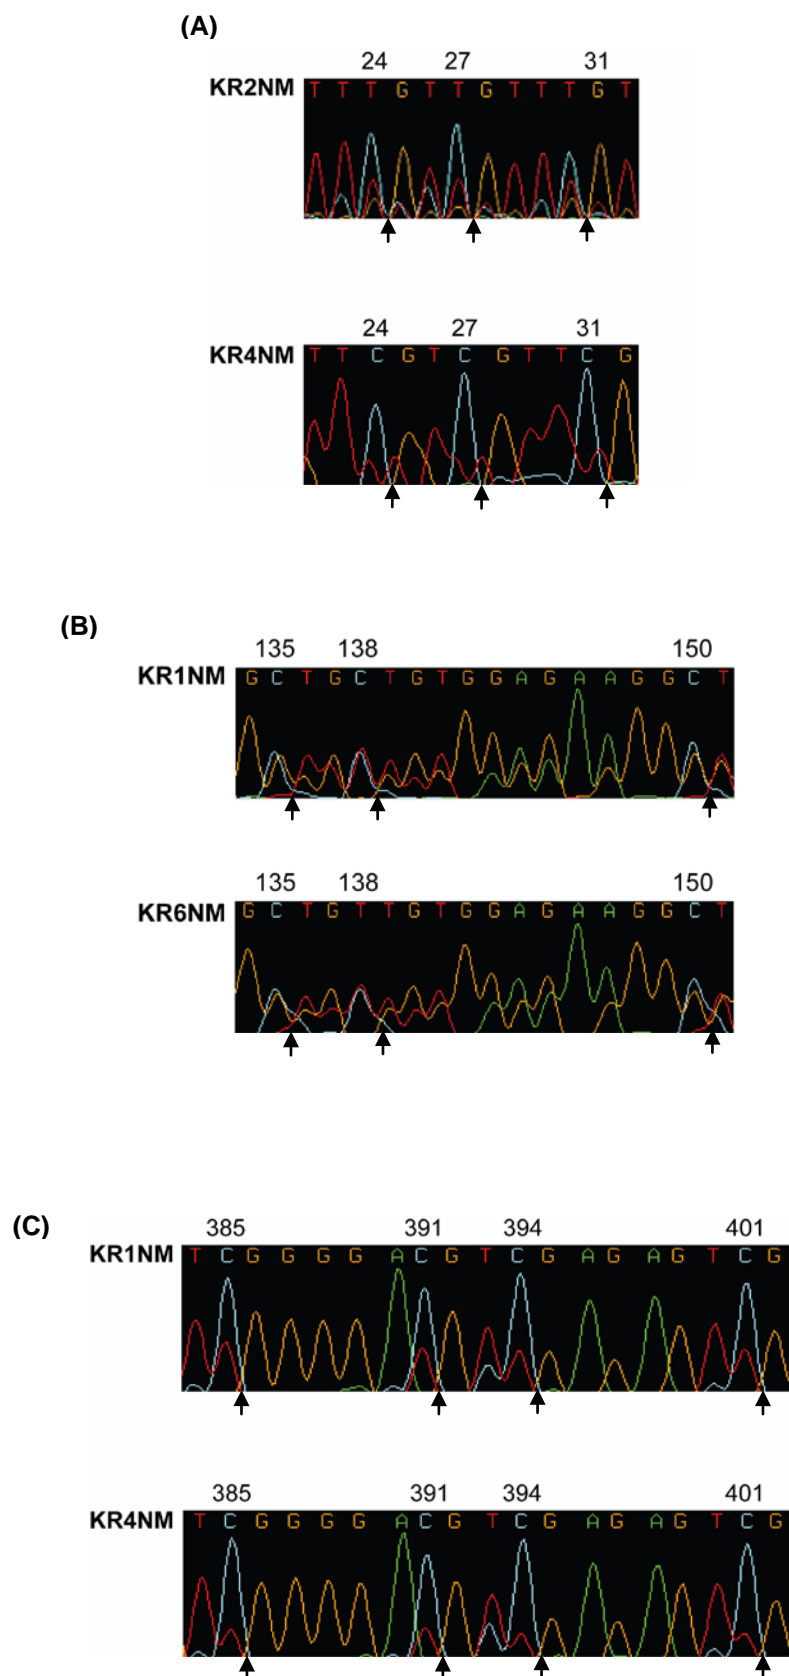 (A)
24 27 31
KR2NM T T T G T T G T T T G T
24 27 31
KR4NM T T C G T C G T T C G
(B)
135 138 150
KR1NM G C T G C T G T G G A G A A G G C T
135 138 150
KR6NM G C T G T T G T G G A G A A G G C T
(C)
385 391 394 401
KR1NM T C G G G G A C G T C G A G A G T C G
385 391 394 401
KR4NM T C G G G G A C G T C G A G A G T C G